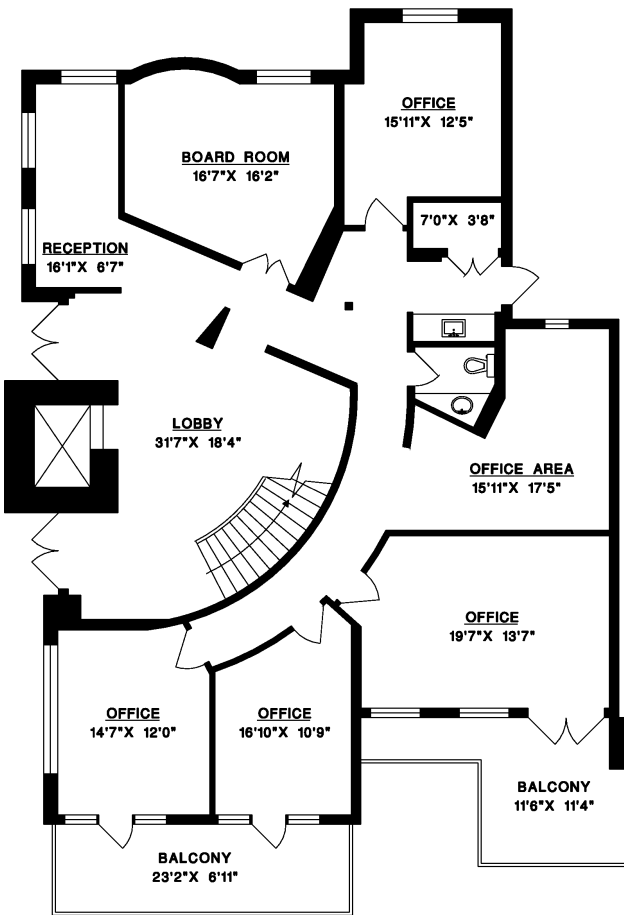 OFFICE
15'11"X 12'5"
BOARD ROOM
16'7"X 16'2"
7'0"X 3'8"
RECEPTION
16'1"X 6'7"
LOBBY
31'7"X 18'4"
OFFICE AREA
15'11"X 17'5"
OFFICE
19'7"X 13'7"
OFFICE
14'7"X 12'0"
OFFICE
16'10"X 10'9"
BALCONY
11'6"X 11'4"
BALCONY
23'2"X 6'11"